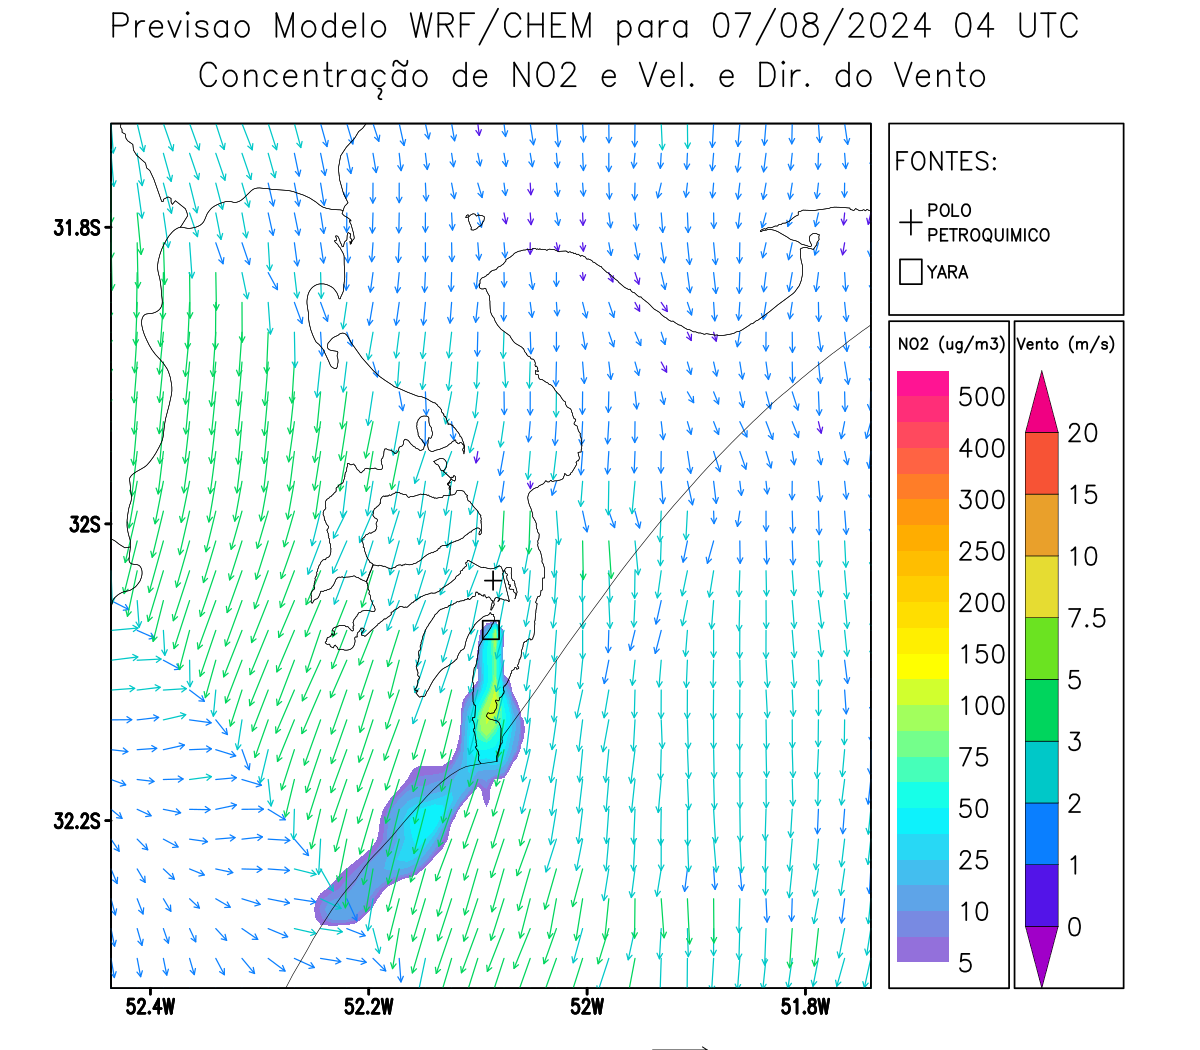 Previsao Modelo WRF/CHEM para 07/08/2024 04 UTC
Concentração de NO2 e Vel. e Dir. do Vento
FONTES:
POLO
PETROQUIMICO
YARA
NO2 (ug/m3)
500
400
300
250
200
150
100
75
50
25
10
5
Vento (m/s)
20
15
10
7.5
5
3
2
1
0
31.8S
32S
32.2S
52.4W
52.2W
52W
51.8W